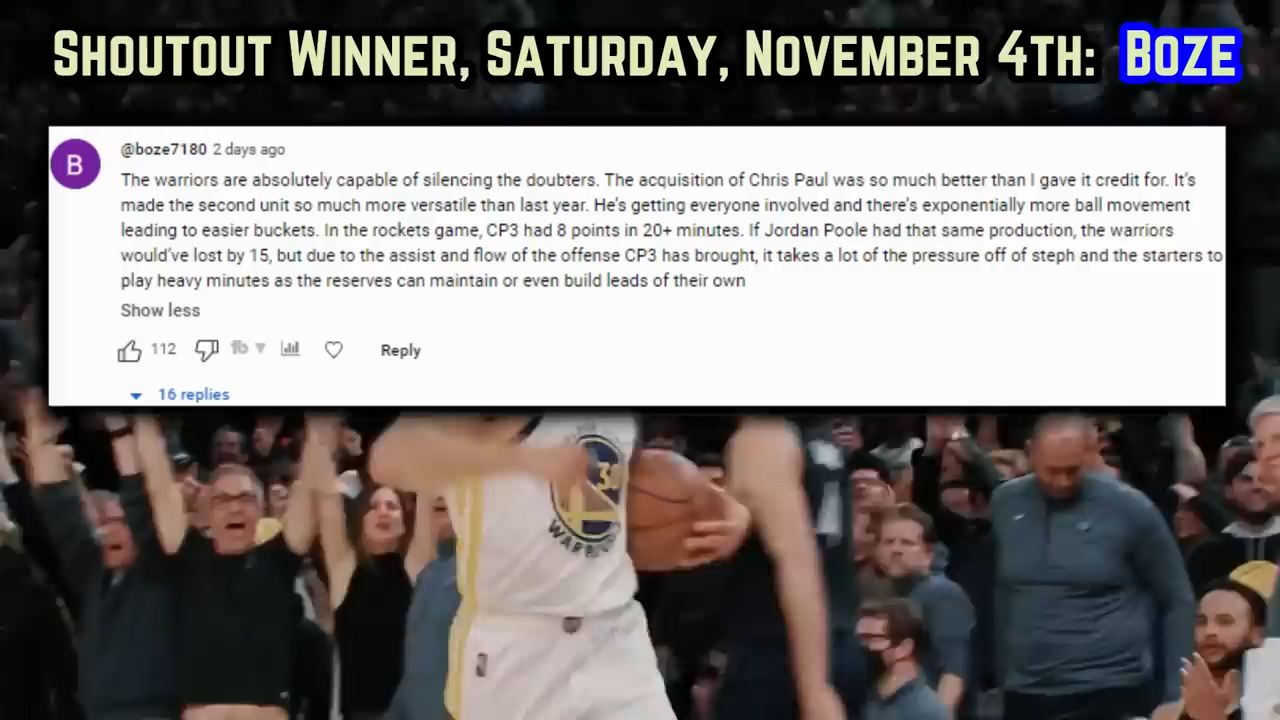 Shoutout Winner, Saturday, November 4th: Boze
B
@boze7180 2 days ago
The warriors are absolutely capable of silencing the doubters. The acquisition of Chris Paul was so much better than I gave it credit for. It's
made the second unit so much more versatile than last year. He's getting everyone involved and there's exponentially more ball movement
leading to easier buckets. In the rockets game, CP3 had 8 points in 20+ minutes. If Jordan Poole had that same production, the warriors
would've lost by 15, but due to the assist and flow of the offense CP3 has brought, it takes a lot of the pressure off of steph and the starters to
play heavy minutes as the reserves can maintain or even build leads of their own
Show less
112
Reply
16 replies
WARRIORS